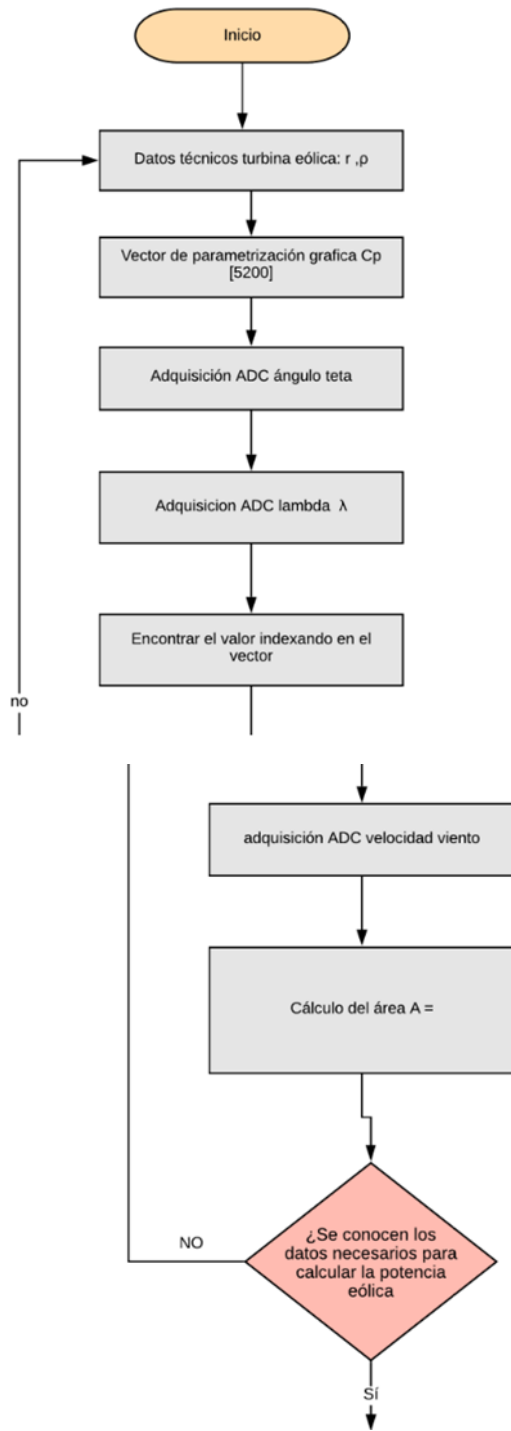 Inicio
Datos técnicos turbina eólica: r ,ρ
Vector de parametrización grafica Cp
[5200]
Adquisición ADC ángulo teta
Adquisicion ADC lambda λ
Encontrar el valor indexando en el
vector
no
adquisición ADC velocidad viento
Cálculo del área A =
¿Se conocen los
datos necesarios para
calcular la potencia
eólica
NO
Sí